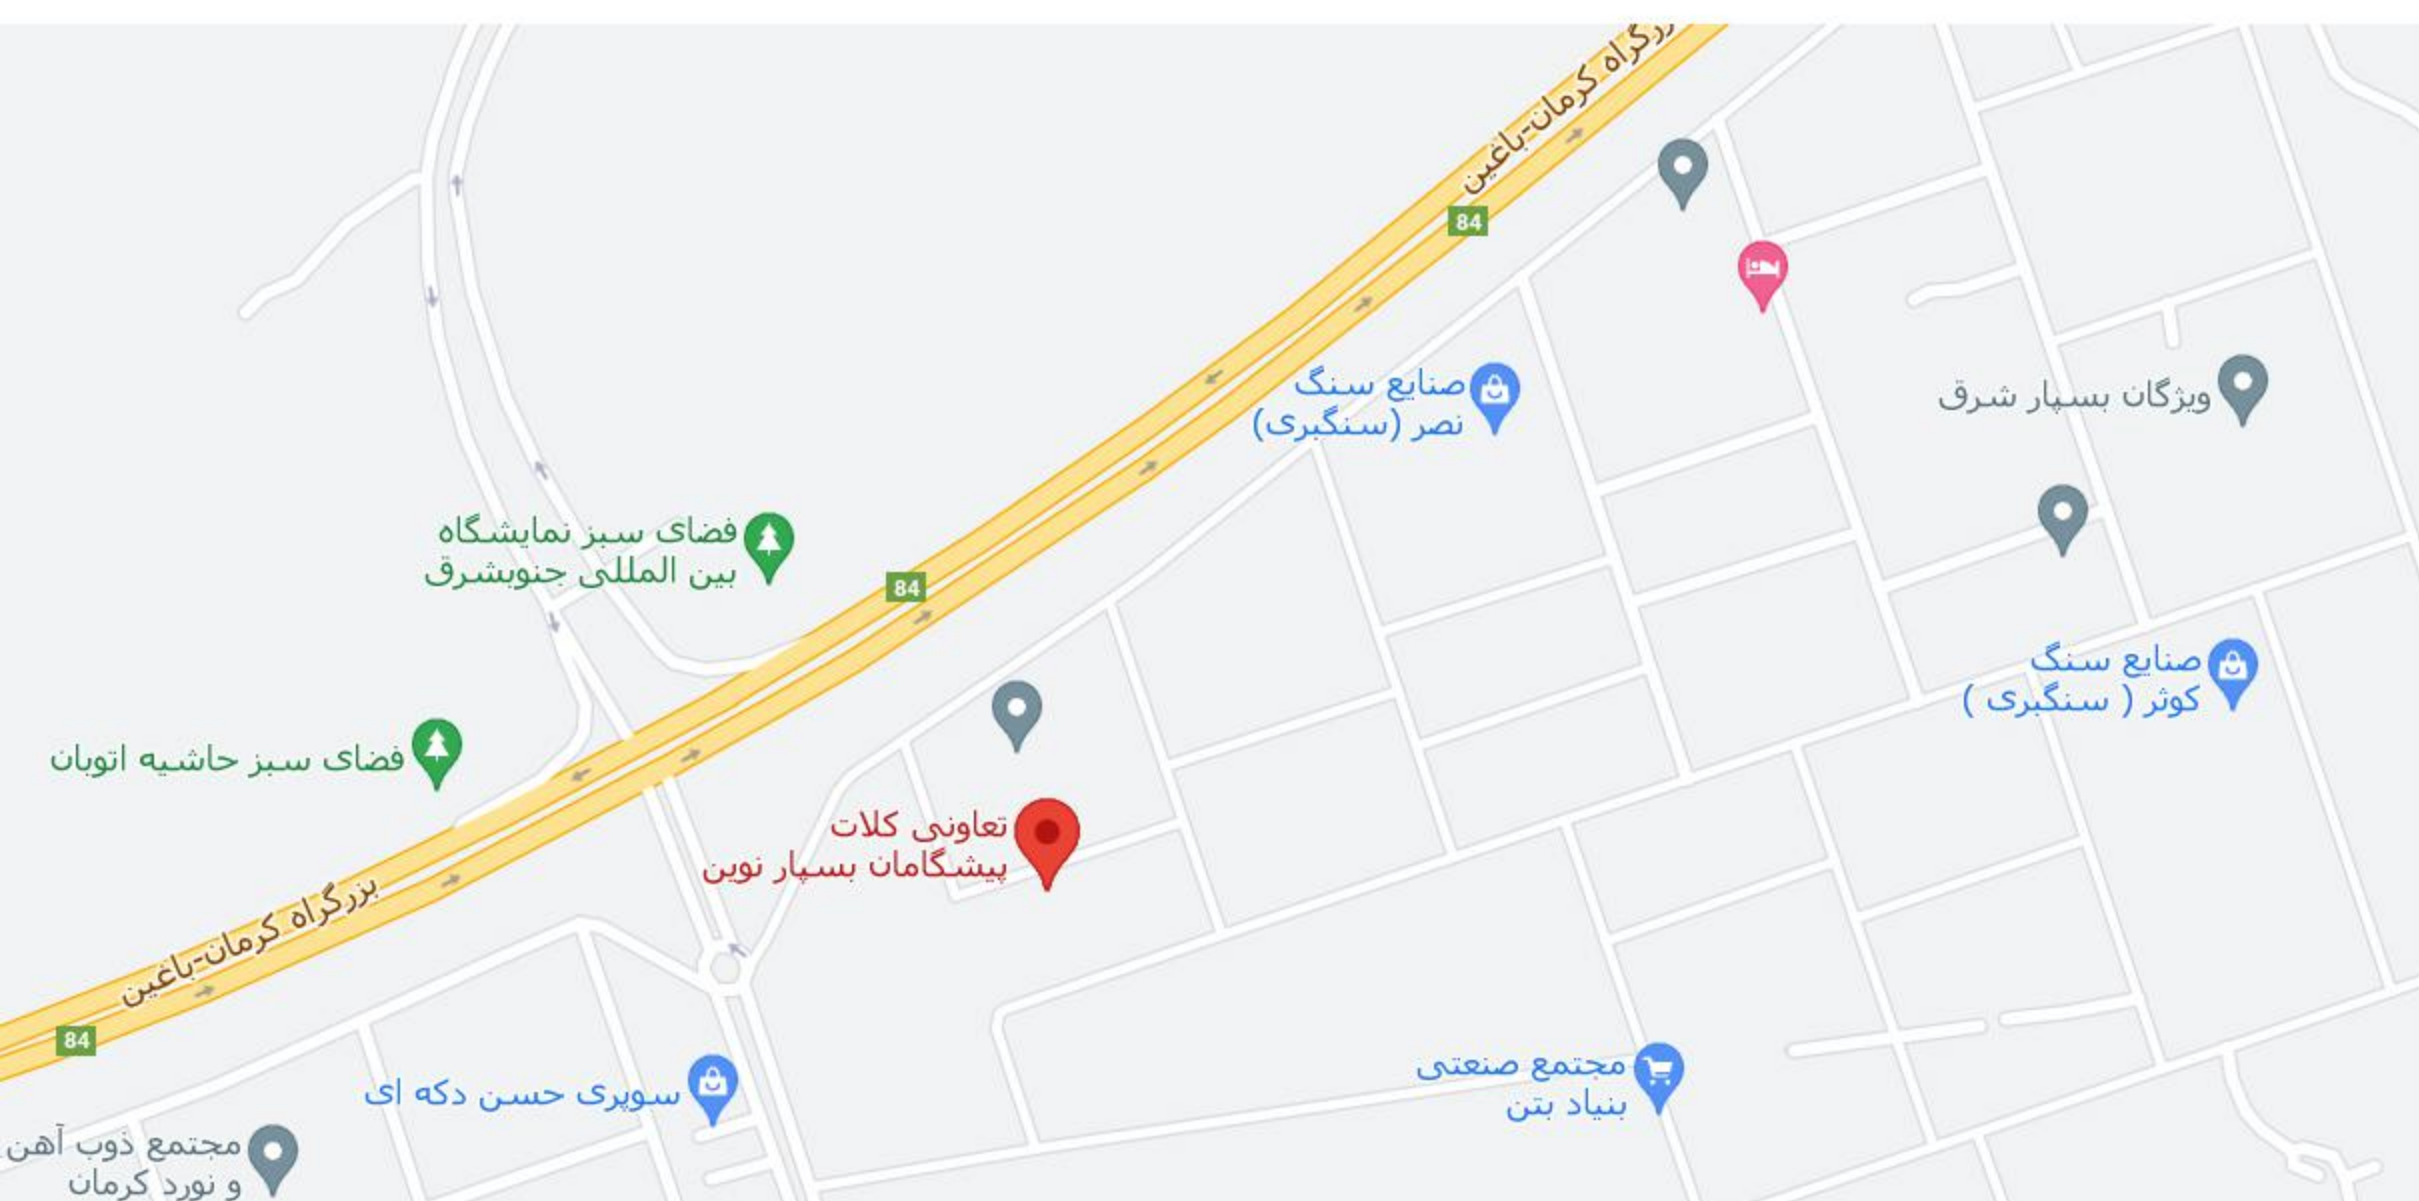 بزرگراه کرمان-باغین
84
صنایع سنگ
نصر (سنگبری)
ویژگان بسپار شرق
فضای سبز نمایشگاه
بین المللی جنوبشرق
84
صنایع سنگ
کوثر ( سنگبری )
فضای سبز حاشیه اتوبان
تعاونی کلات
پیشگامان بسپار نوین
بزرگراه کرمان-باغین
84
سوپری حسن دکه ای
مجتمع صنعتی
بنیاد بتن
مجتمع ذوب آهن
و نورد کرمان